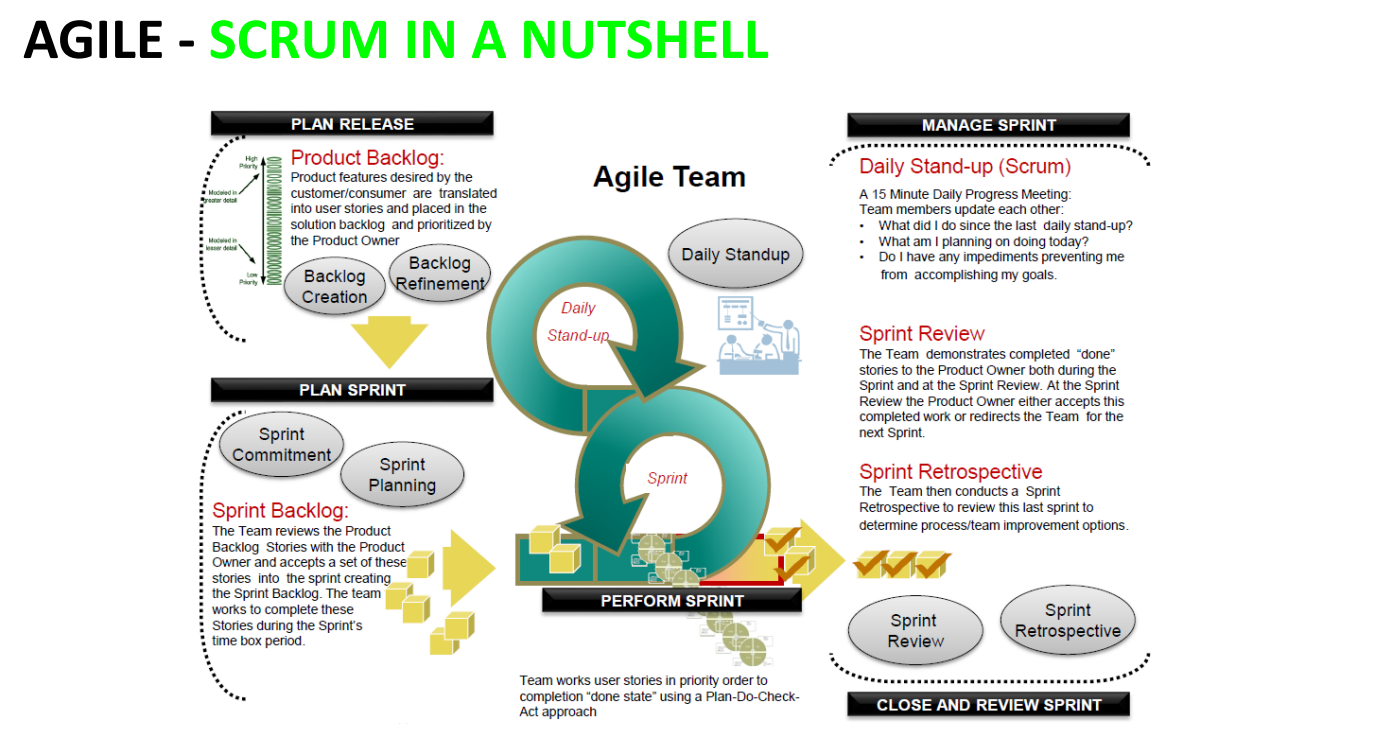 AGILE - SCRUM IN A NUTSHELL
PLAN RELEASE
High
Priority
Modeled in
greater detail
Modeled in
lesser detail
Low
Priority
Product Backlog:
Product features desired by the
customer/consumer are translated
into user stories and placed in the
solution backlog and prioritized by
the Product Owner
Backlog
Creation
Backlog
Refinement
PLAN SPRINT
Sprint
Commitment
Sprint
Planning
Sprint Backlog:
The Team reviews the Product
Backlog Stories with the Product
Owner and accepts a set of these
stories into the sprint creating
the Sprint Backlog. The team
works to complete these
Stories during the Sprint's
time box period.
Agile Team
Daily Standup
Daily
Stand-up
Sprint
PERFORM SPRINT
Team works user stories in priority order to
completion “done state” using a Plan-Do-Check-
Act approach
MANAGE SPRINT
Daily Stand-up (Scrum)
A 15 Minute Daily Progress Meeting:
Team members update each other:
• What did I do since the last daily stand-up?
• What am I planning on doing today?
• Do I have any impediments preventing me
from accomplishing my goals.
Sprint Review
The Team demonstrates completed “done”
stories to the Product Owner both during the
Sprint and at the Sprint Review. At the Sprint
Review the Product Owner either accepts this
completed work or redirects the Team for the
next Sprint.
Sprint Retrospective
The Team then conducts a Sprint
Retrospective to review this last sprint to
determine process/team improvement options.
Sprint
Review
Sprint
Retrospective
CLOSE AND REVIEW SPRINT